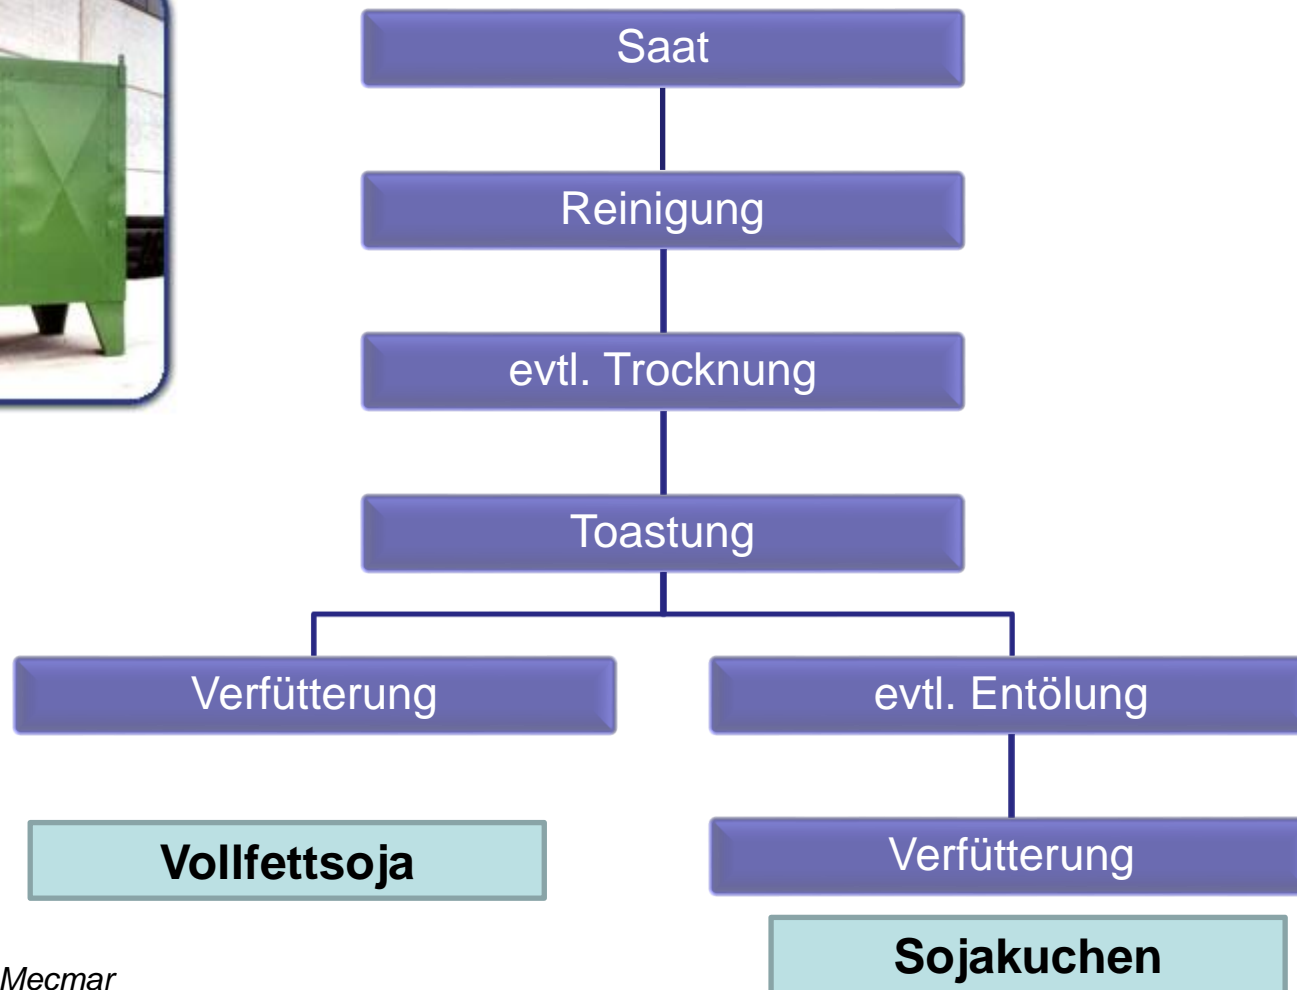 Saat
Reinigung
evtl. Trocknung
Toastung
Verfütterung
evtl. Entölung
Vollfettsoja
Verfütterung
Sojakuchen
Mecmar